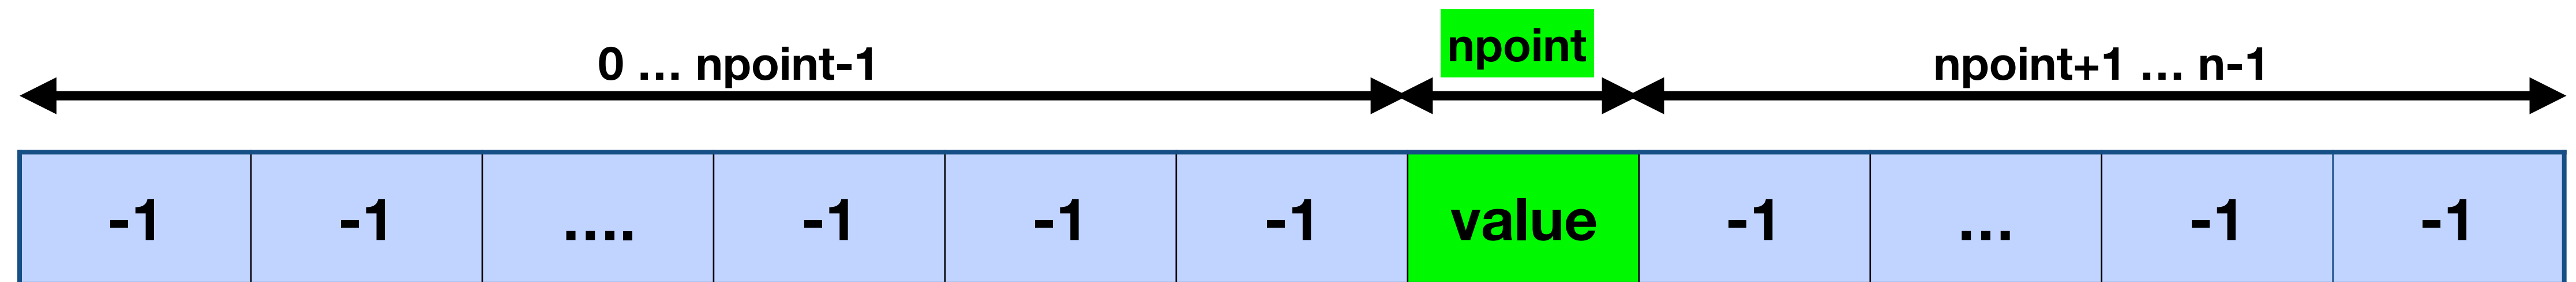 npoint
0 ... npoint-1
npoint+1 ... n-1
-1 -1 .... -1 -1 -1 value -1 ... -1 -1